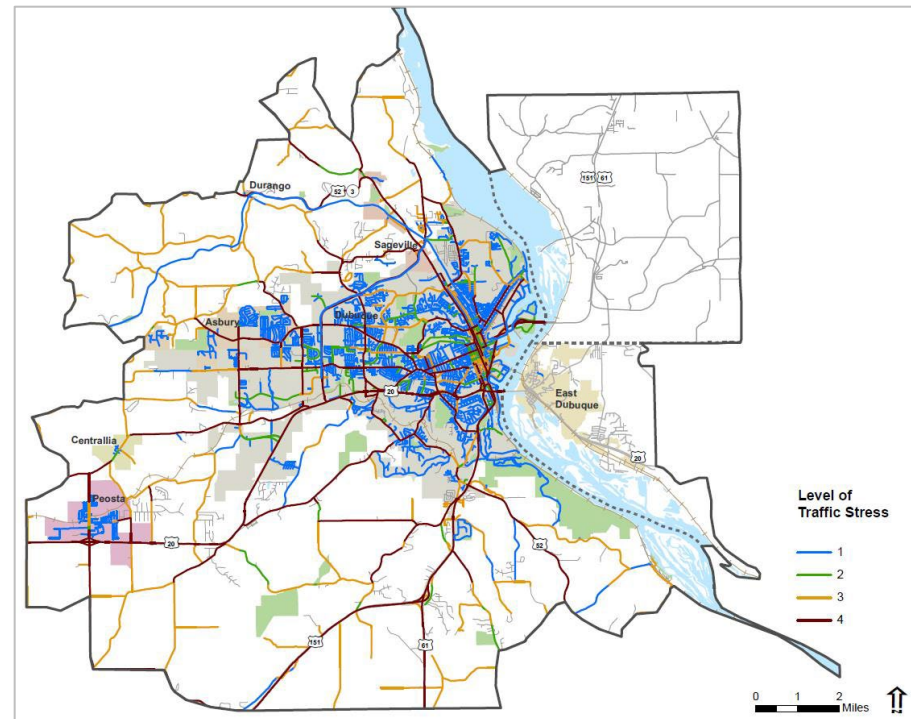 151 61
Durango
52 3
Sageville
Asbury
Dubuque
20
East
Dubuque
20
Centrallia
Peosta
20
52
151
61
Level of
Traffic Stress
1
2
3
4
0 1 2
Miles
N